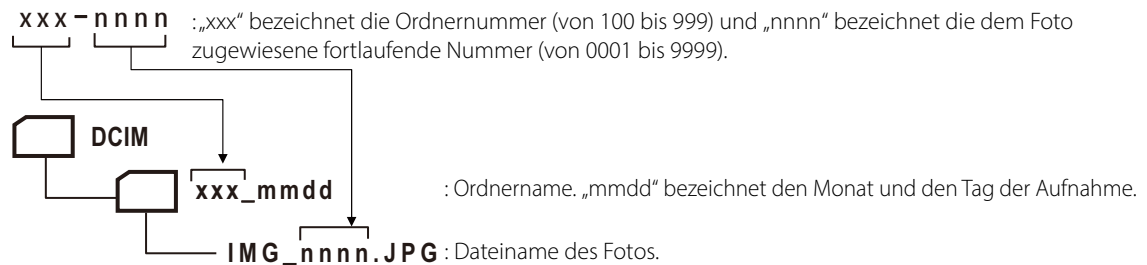 xxx–nnnn :„xxx“ bezeichnet die Ordnernummer (von 100 bis 999) und „nnnn“ bezeichnet die dem Foto
zugewiesene fortlaufende Nummer (von 0001 bis 9999).
DCIM
xxx_mmdd : Ordnername. „mmdd“ bezeichnet den Monat und den Tag der Aufnahme.
IMG_nnnn.JPG : Dateiname des Fotos.